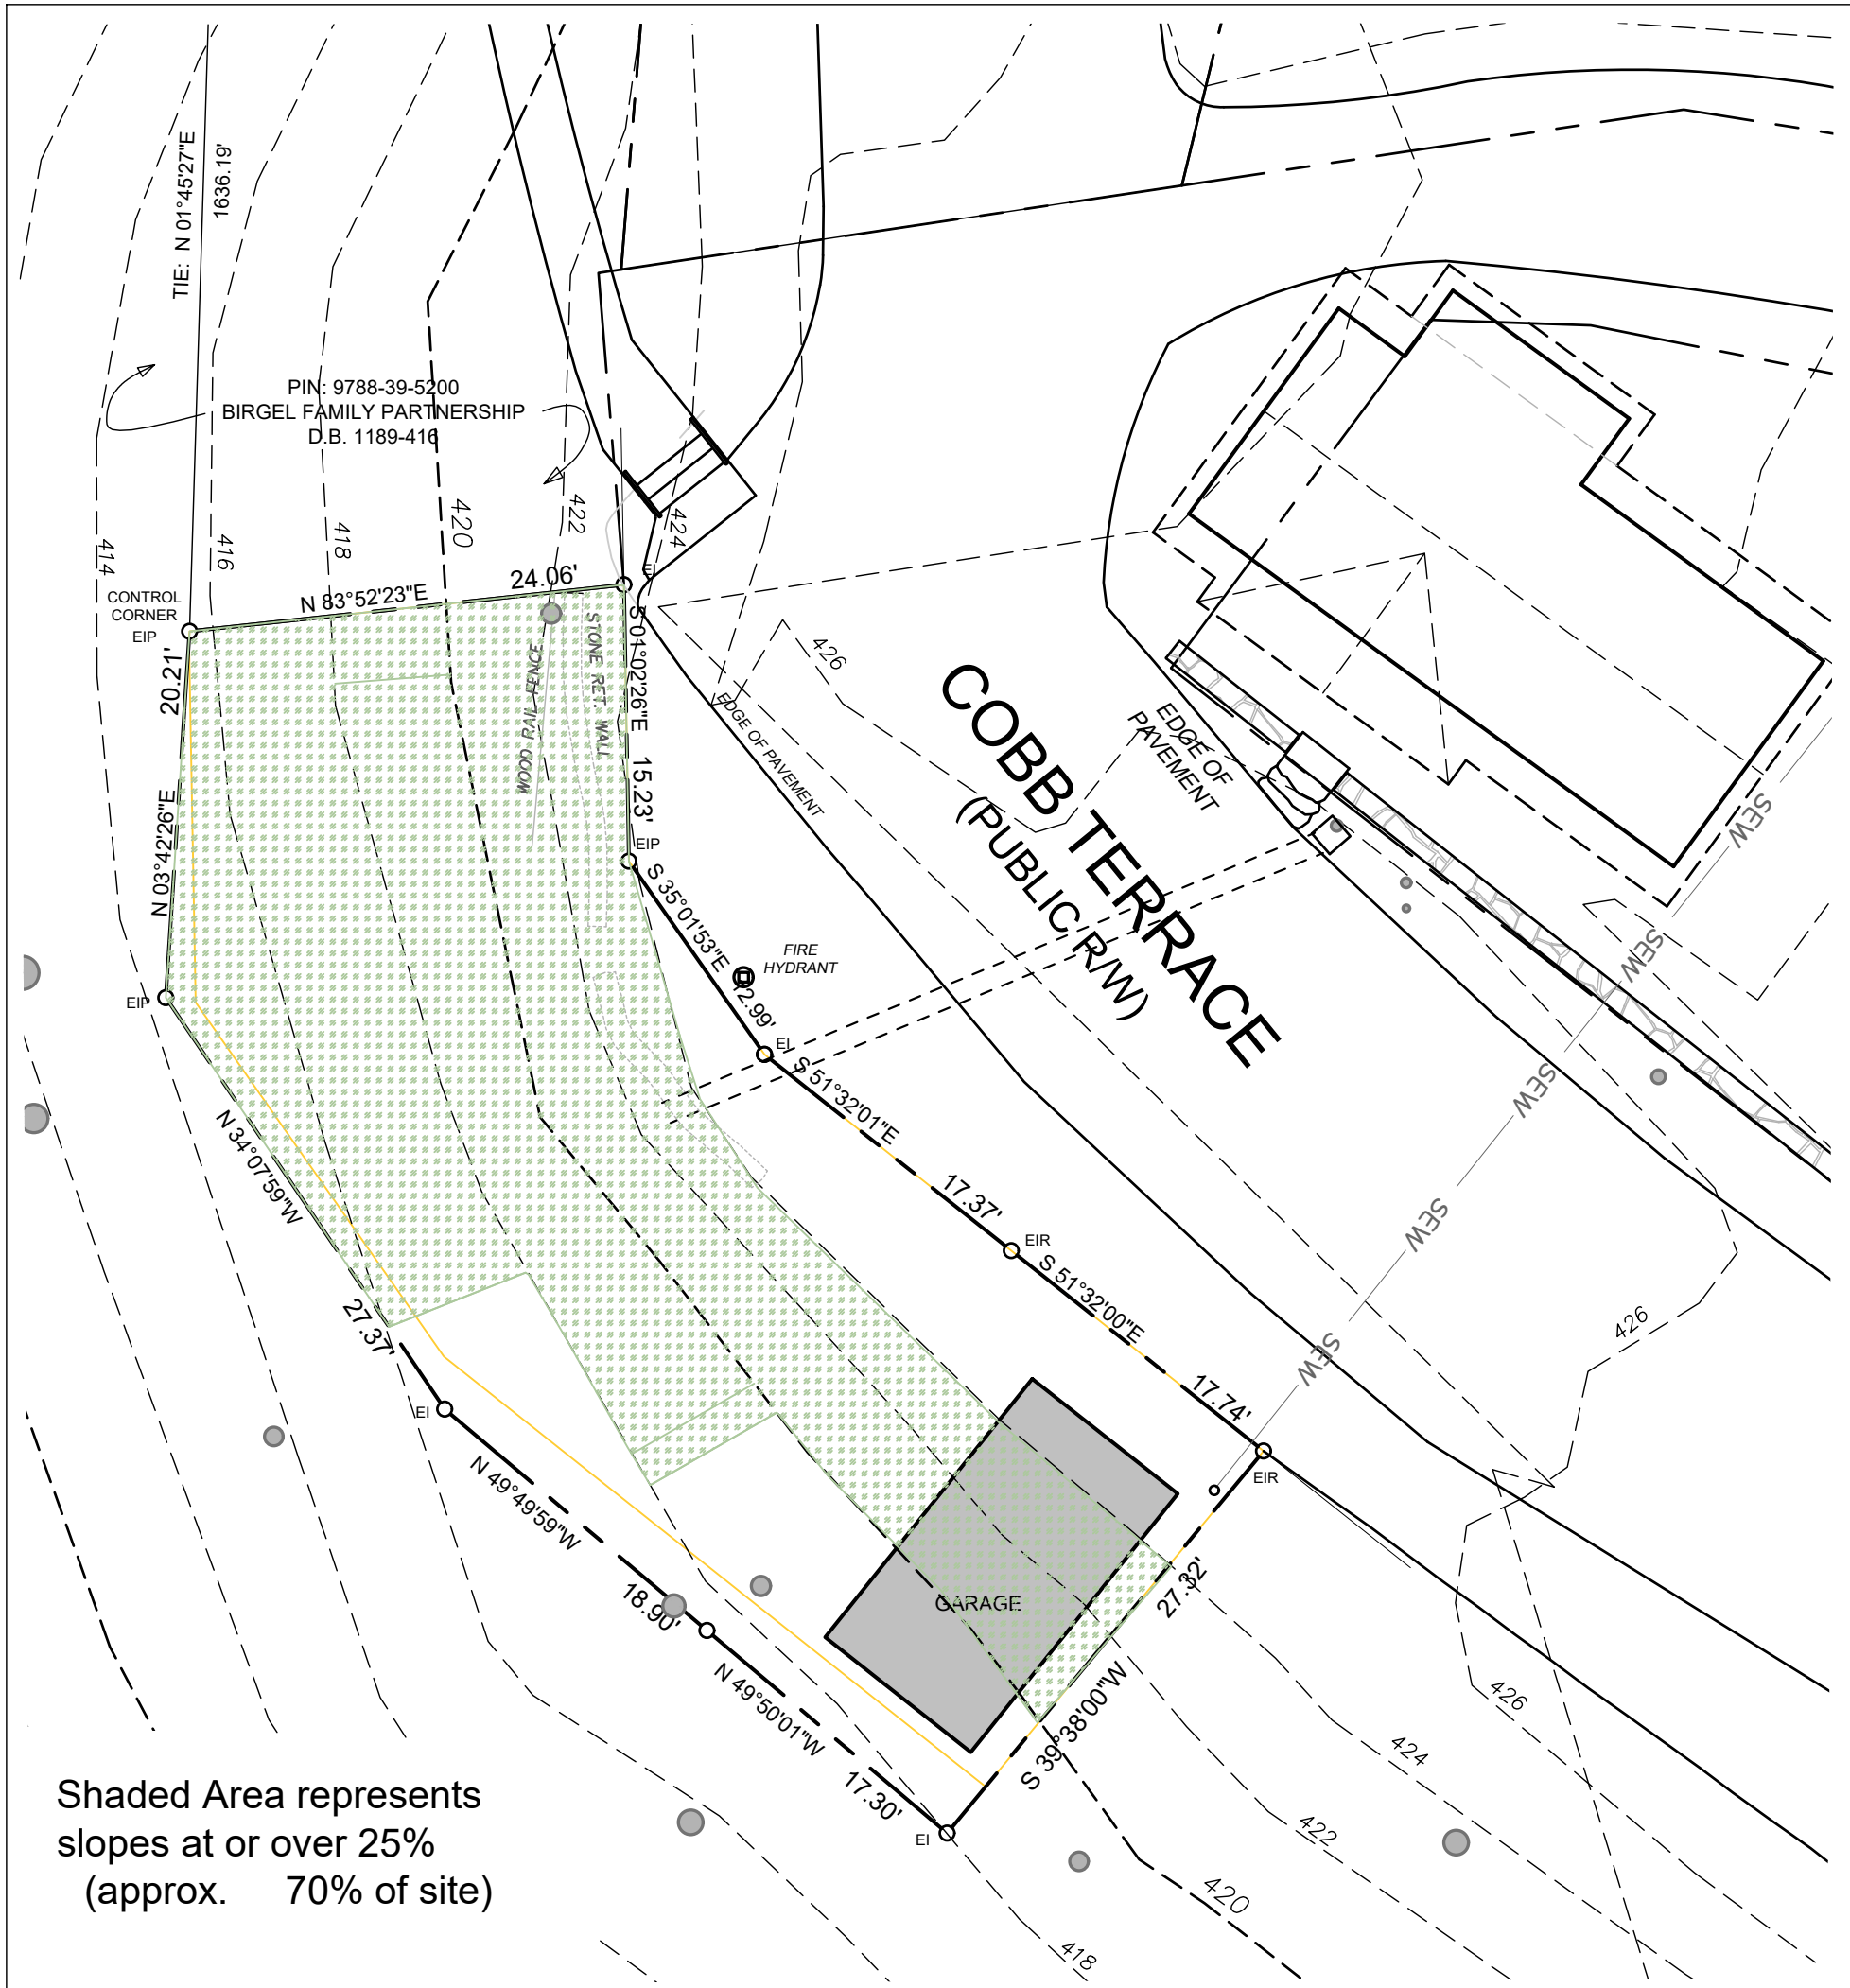 TIE: N 01°45'27"E
1636.19'
PIN: 9788-39-5200
BIRGEL FAMILY PARTNERSHIP
D.B. 1189-416
414
416
418
420
422
424
CONTROL
CORNER
EIP
N 83°52'23"E
24.06'
EI
20.21'
N 03°42'26"E
WOOD RAIL FENCE
STONE RET. WALL
S 01°02'26"E
15.23'
EIP
EDGE OF PAVEMENT
426
COBB TERRACE
(PUBLIC R/W)
EDGE OF
PAVEMENT
SEW
SEW
SEW
SEW
SEW
S 35°01'53"E
12.99'
FIRE
HYDRANT
EIP
EI
S 51°32'01"E
17.37'
EIR
S 51°32'00"E
17.74'
EIR
426
N 34°07'59"W
27.37'
EI
N 49°49'59"W
18.90'
N 49°50'01"W
17.30'
EI
GARAGE
27.32'
S 39°38'00"W
426
424
422
420
418
Shaded Area represents
slopes at or over 25%
(approx. 70% of site)